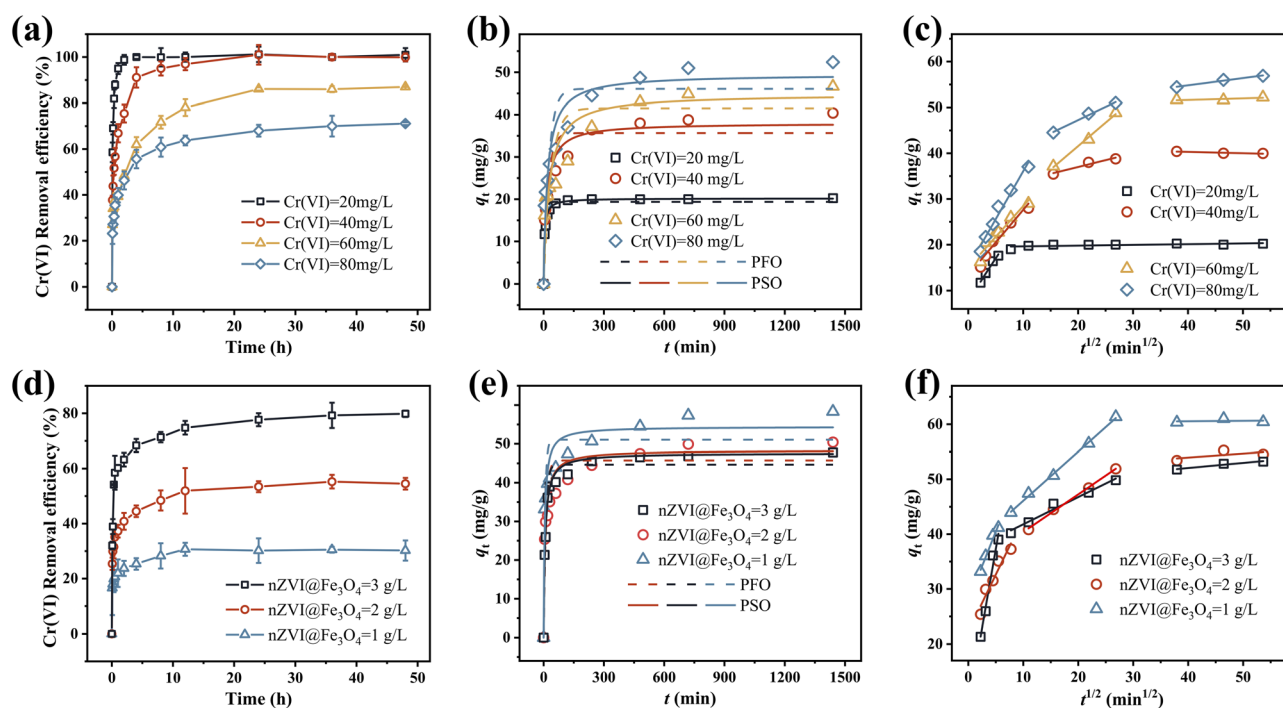 (a)
Cr(VI) Removal efficiency (%)
100
80
60
40
20
0
Cr(VI)=20mg/L
Cr(VI)=40mg/L
Cr(VI)=60mg/L
Cr(VI)=80mg/L
0 10 20 30 40 50
Time (h)
(b)
qt (mg/g)
50
40
30
20
10
0
Cr(VI)=20 mg/L
Cr(VI)=40 mg/L
Cr(VI)=60 mg/L
Cr(VI)=80 mg/L
PFO
PSO
0 300 600 900 1200 1500
t (min)
(c)
qt (mg/g)
70
60
50
40
30
20
10
Cr(VI)=20mg/L
Cr(VI)=40mg/L
Cr(VI)=60mg/L
Cr(VI)=80mg/L
0 10 20 30 40 50
t1/2 (min1/2)
(d)
Cr(VI) Removal efficiency (%)
80
60
40
20
0
nZVI@Fe3O4=3 g/L
nZVI@Fe3O4=2 g/L
nZVI@Fe3O4=1 g/L
0 10 20 30 40 50
Time (h)
(e)
qt (mg/g)
60
50
40
30
20
10
0
nZVI@Fe3O4=3 g/L
nZVI@Fe3O4=2 g/L
nZVI@Fe3O4=1 g/L
PFO
PSO
0 300 600 900 1200 1500
t (min)
(f)
qt (mg/g)
60
50
40
30
20
nZVI@Fe3O4=3 g/L
nZVI@Fe3O4=2 g/L
nZVI@Fe3O4=1 g/L
0 10 20 30 40 50
t1/2 (min1/2)